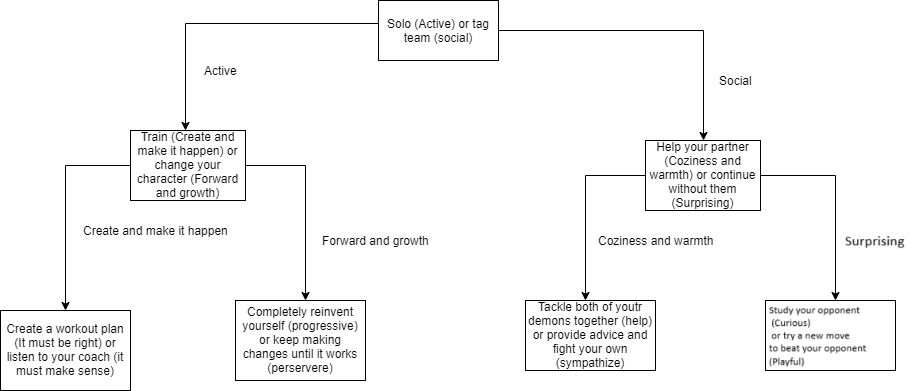 Solo (Active) or tag
team (social)
Active
Social
Train (Create and
make it happen) or
change your
character (Forward
and growth)
Help your partner
(Coziness and
warmth) or continue
without them
(Surprising)
Create and make it happen
Forward and growth
Coziness and warmth
Surprising
Create a workout plan
(It must be right) or
listen to your coach (it
must make sense)
Completely reinvent
yourself (progressive)
or keep making
changes until it works
(perservere)
Tackle both of youtr
demons together (help)
or provide advice and
fight your own
(sympathize)
Study your opponent
(Curious)
or try a new move
to beat your opponent
(Playful)